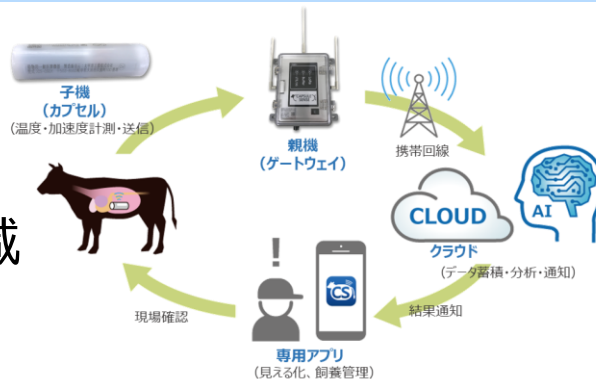 子機
(カプセル)
(温度・加速度計測・送信)
親機
(ゲートウェイ)
携帯回線
CLOUD
AI
クラウド
(データ蓄積・分析・通知)
減
CS
現場確認
結果通知
専用アプリ
(見える化、飼養管理)